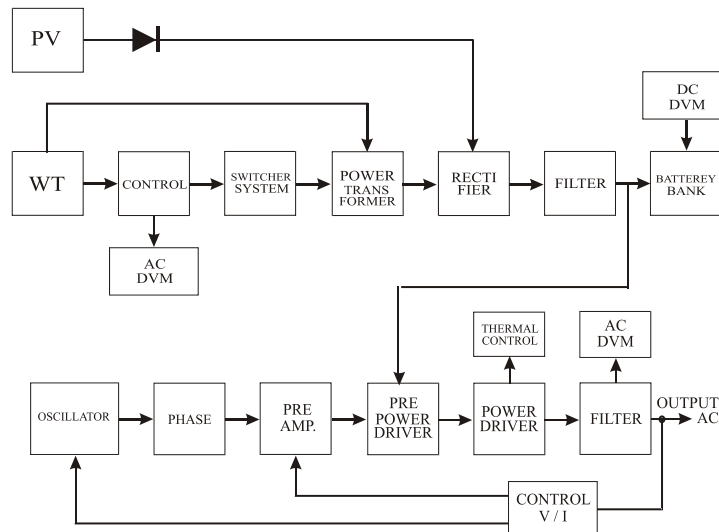 PV
DC
DVM
WT
CONTROL
SWITCHER
SYSTEM
POWER
TRANS
FORMER
RECTI
FIER
FILTER
BATTEREY
BANK
AC
DVM
THERMAL
CONTROL
AC
DVM
OSCILLATOR
PHASE
PRE
AMP.
PRE
POWER
DRIVER
POWER
DRIVER
FILTER
OUTPUT
AC
CONTROL
V / I